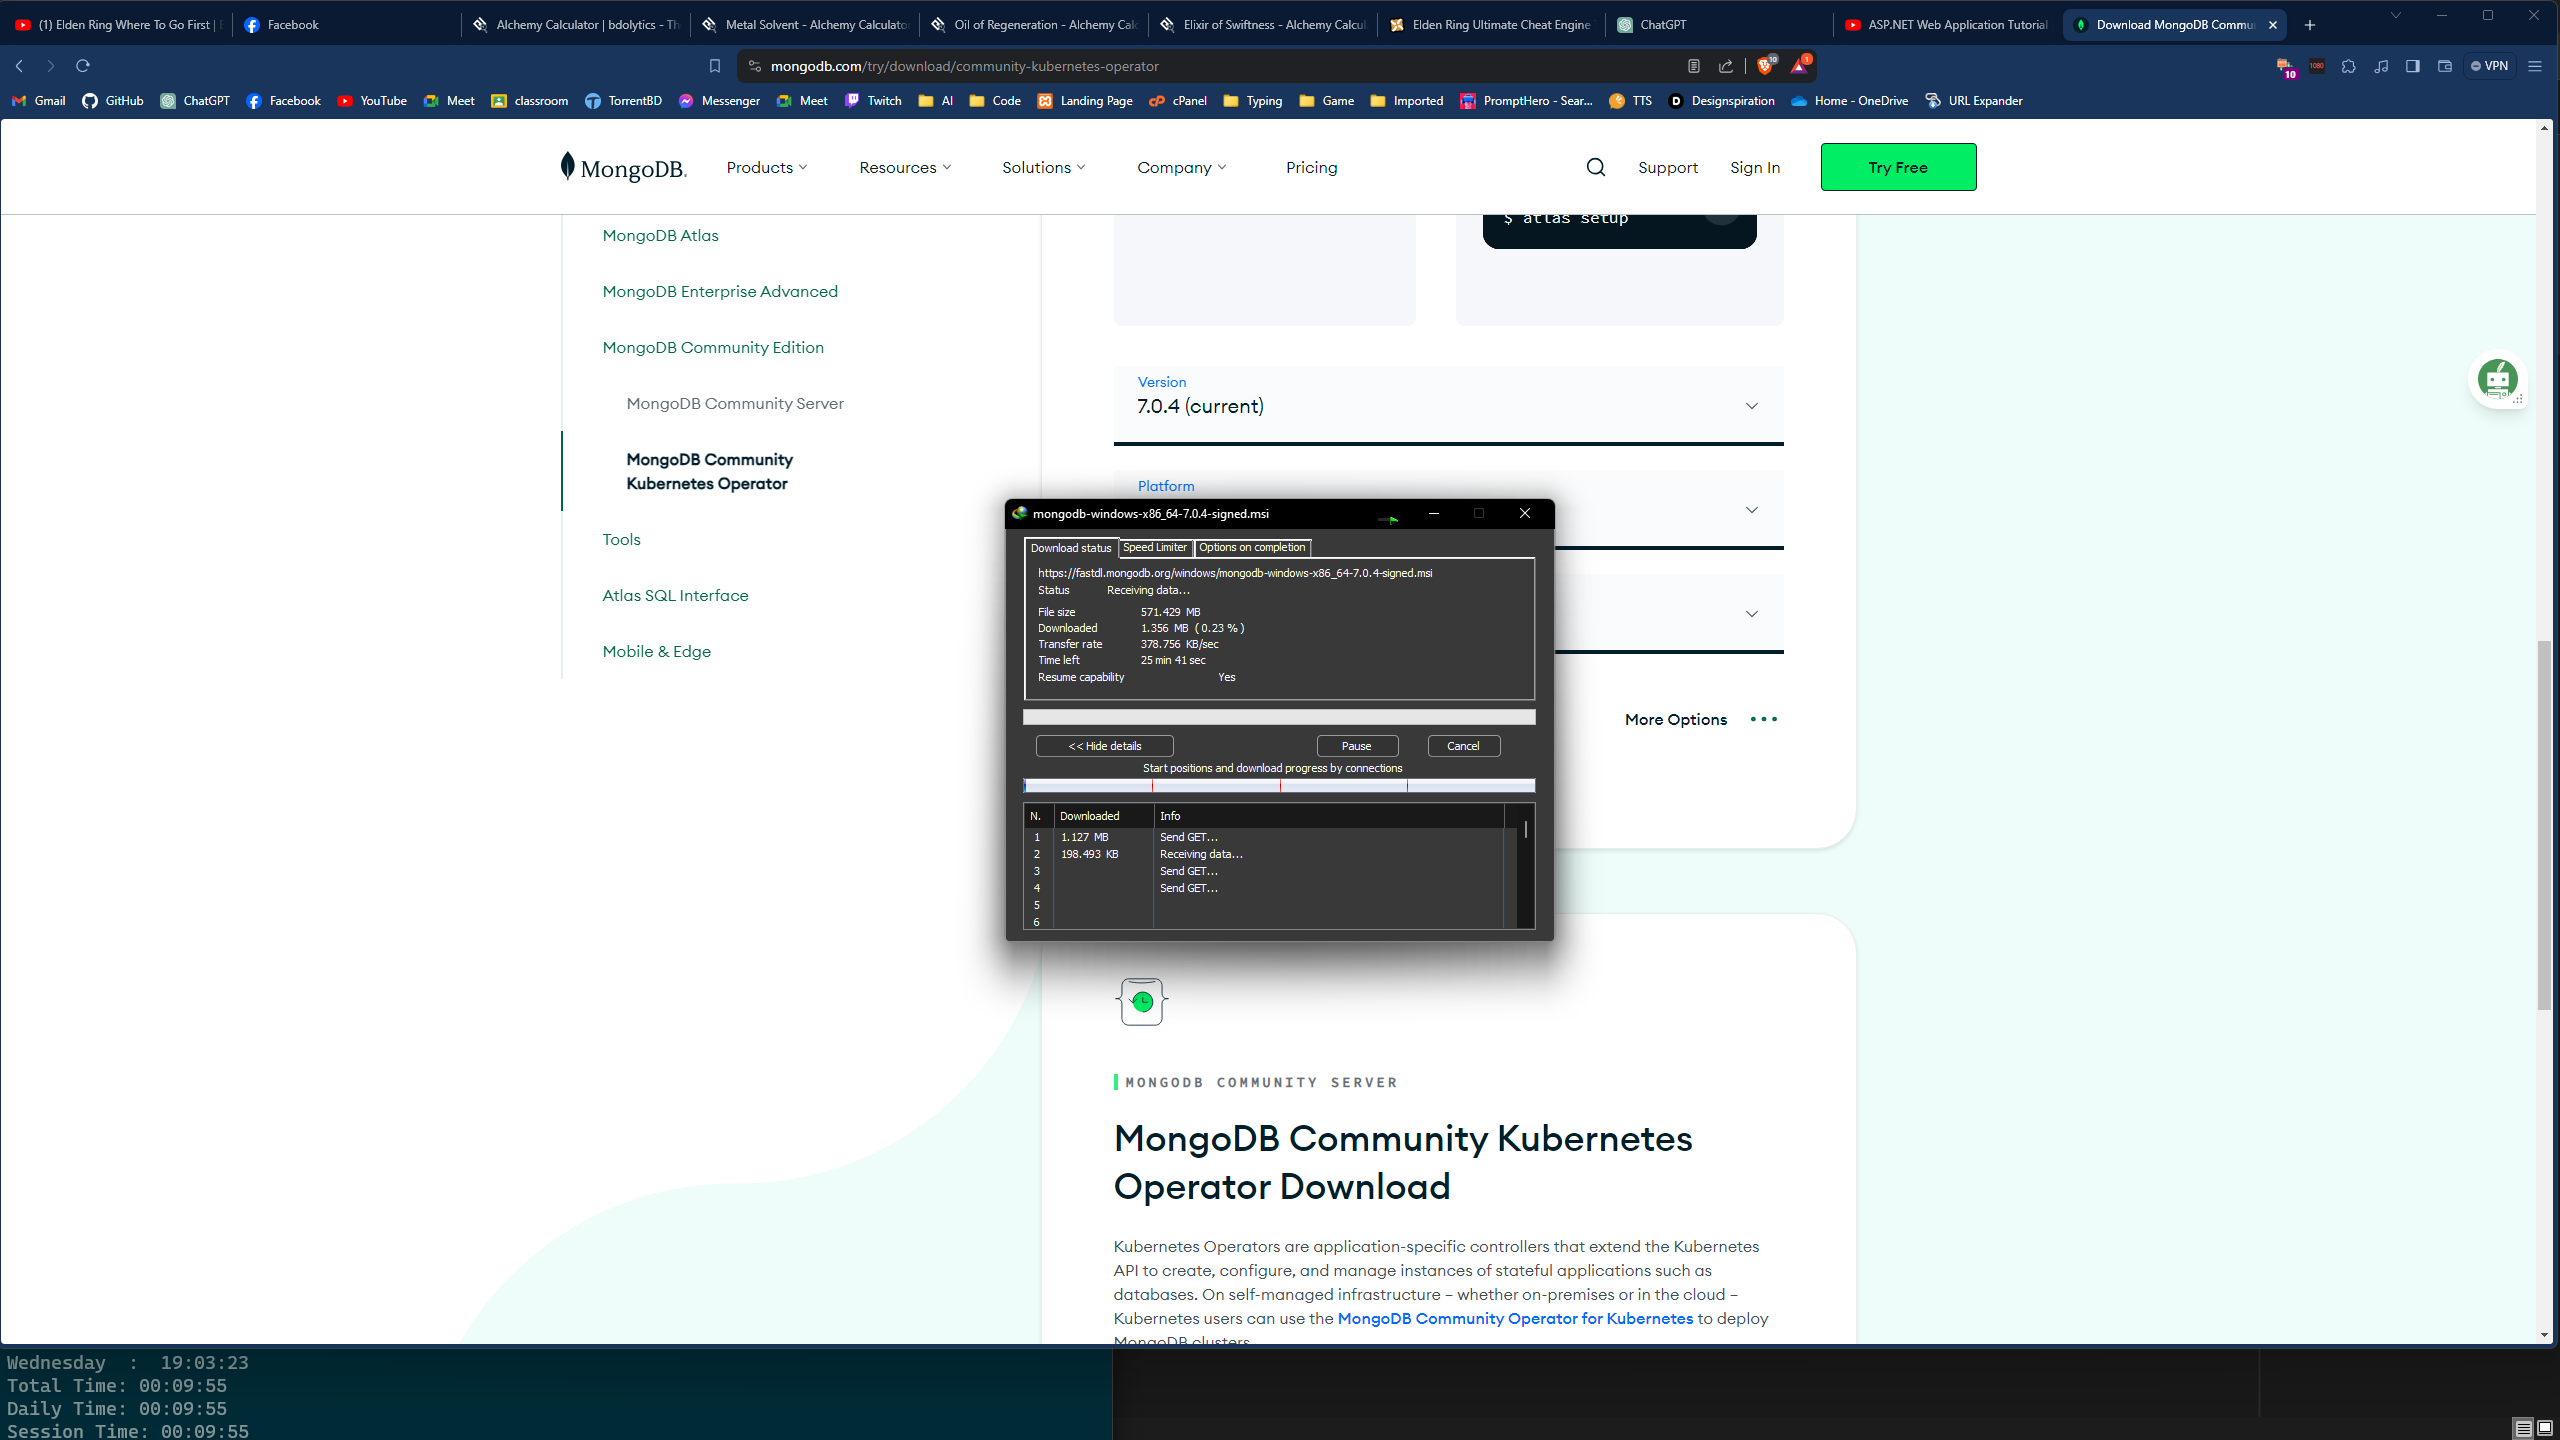 (1) Elden Ring Where To Go First |
Facebook
Alchemy Calculator | bdolytics - Th
Metal Solvent - Alchemy Calculator
Oil of Regeneration - Alchemy Calc
Elixir of Swiftness - Alchemy Calcul
Elden Ring Ultimate Cheat Engine
ChatGPT
ASP.NET Web Application Tutorial
Download MongoDB Commu
mongodb.com/try/download/community-kubernetes-operator
10
1
10
1080
VPN
Gmail
GitHub
ChatGPT
Facebook
YouTube
Meet
classroom
TorrentBD
Messenger
Meet
Twitch
AI
Code
Landing Page
cPanel
Typing
Game
Imported
PromptHero - Sear...
TTS
Designspiration
Home - OneDrive
URL Expander
MongoDB.
Products
Resources
Solutions
Company
Pricing
Support
Sign In
Try Free
MongoDB Atlas
MongoDB Enterprise Advanced
MongoDB Community Edition
MongoDB Community Server
MongoDB Community
Kubernetes Operator
Tools
Atlas SQL Interface
Mobile & Edge
$ atlas setup
Version
7.0.4 (current)
Platform
mongodb-windows-x86_64-7.0.4-signed.msi
Download status
Speed Limiter
Options on completion
https://fastdl.mongodb.org/windows/mongodb-windows-x86_64-7.0.4-signed.msi
Status Receiving data...
File size 571.429 MB
Downloaded 1.356 MB ( 0.23 % )
Transfer rate 378.756 KB/sec
Time left 25 min 41 sec
Resume capability Yes
<< Hide details
Pause
Cancel
Start positions and download progress by connections
N. Downloaded Info
1 1.127 MB Send GET...
2 198.493 KB Receiving data...
3 Send GET...
4 Send GET...
5
6
More Options
MONGODB COMMUNITY SERVER
MongoDB Community Kubernetes
Operator Download
Kubernetes Operators are application-specific controllers that extend the Kubernetes
API to create, configure, and manage instances of stateful applications such as
databases. On self-managed infrastructure – whether on-premises or in the cloud –
Kubernetes users can use the MongoDB Community Operator for Kubernetes to deploy
MongoDB clusters.
Wednesday : 19:03:23
Total Time: 00:09:55
Daily Time: 00:09:55
Session Time: 00:09:55